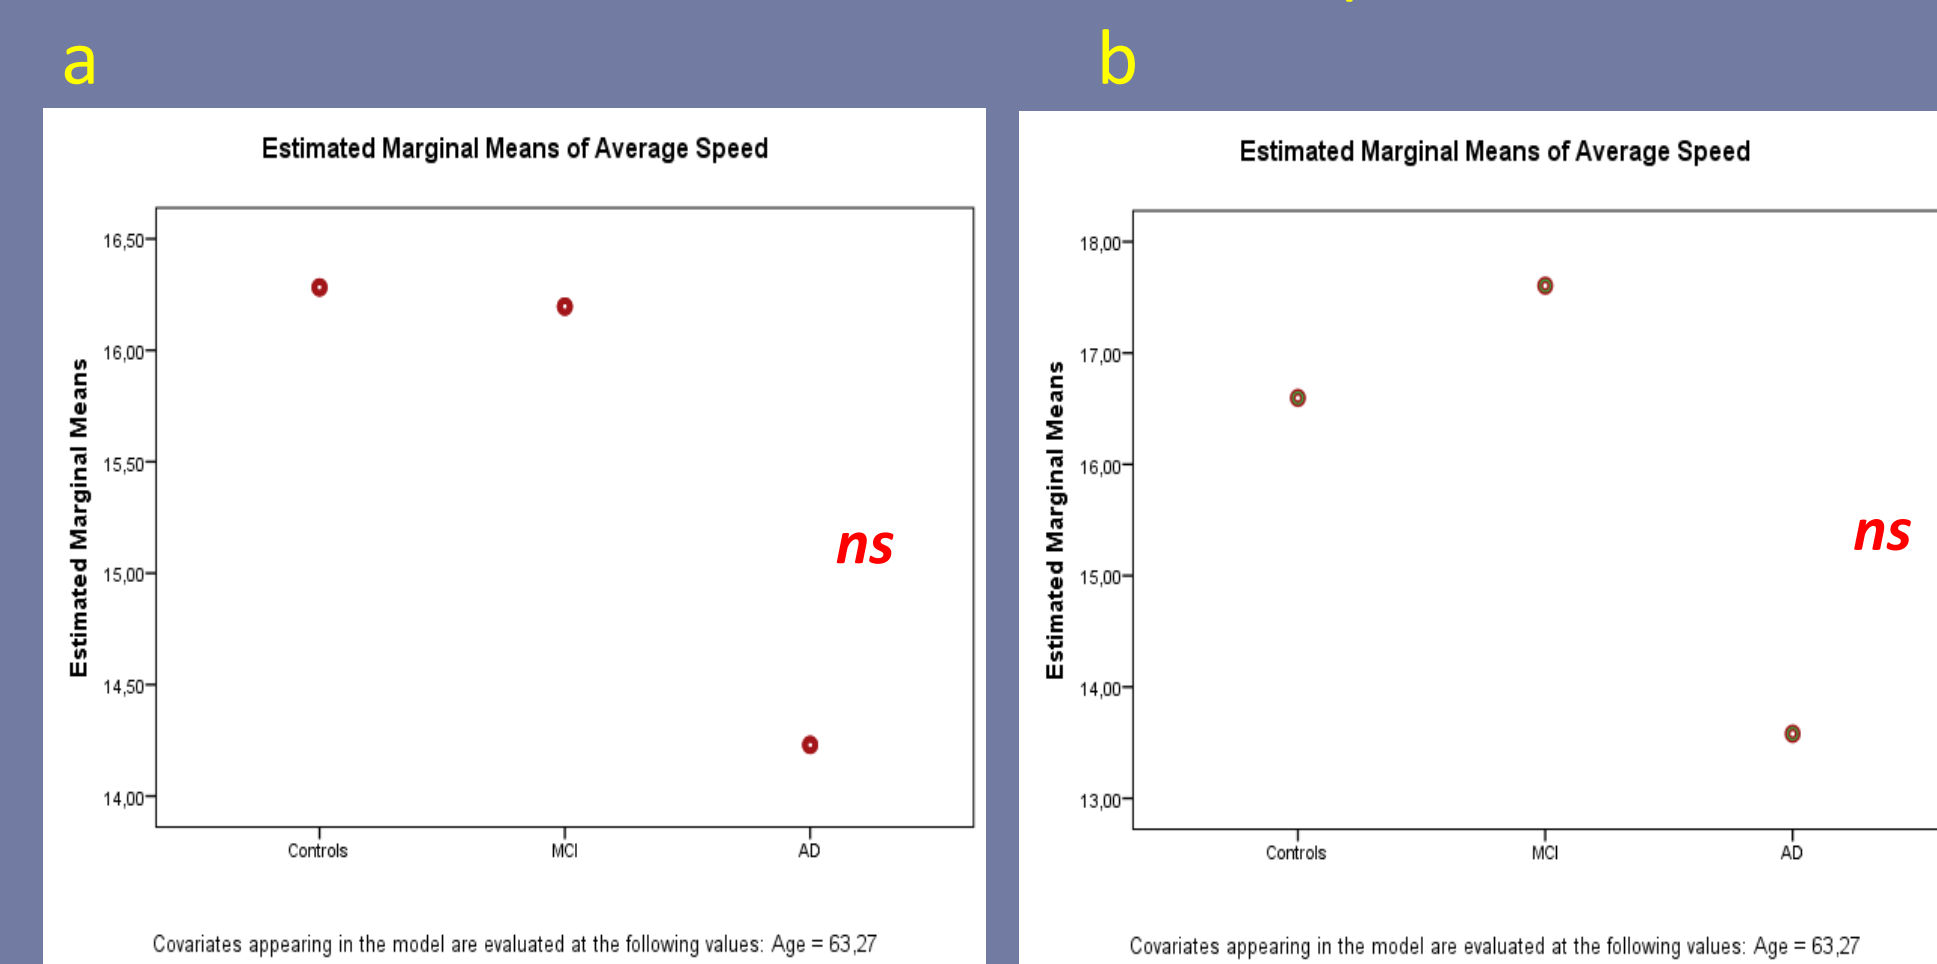 a
Estimated Marginal Means of Average Speed
Estimated Marginal Means
16,50
16,00
15,50
15,00
14,50
14,00
ns
Controls MCI AD
Covariates appearing in the model are evaluated at the following values: Age = 63,27
b
Estimated Marginal Means of Average Speed
Estimated Marginal Means
18,00
17,00
16,00
15,00
14,00
13,00
ns
Controls MCI AD
Covariates appearing in the model are evaluated at the following values: Age = 63,27